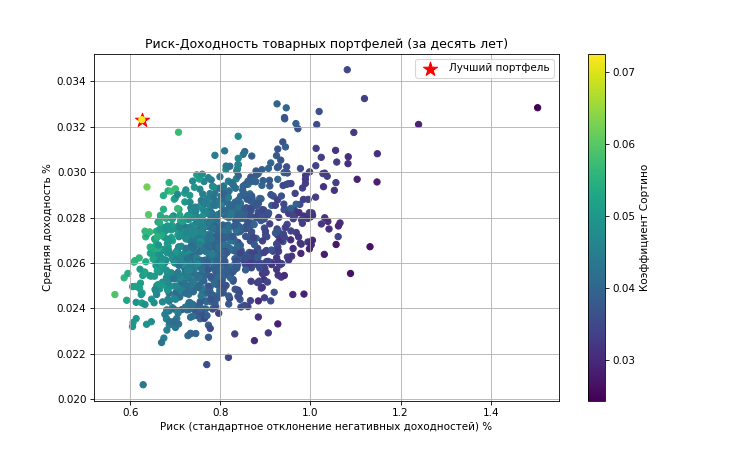 Риск-Доходность товарных портфелей (за десять лет)
Лучший портфель
Средняя доходность %
0.034
0.032
0.030
0.028
0.026
0.024
0.022
0.020
0.6 0.8 1.0 1.2 1.4
Риск (стандартное отклонение негативных доходностей) %
0.07
0.06
0.05
0.04
0.03
Коэффициент Сортино